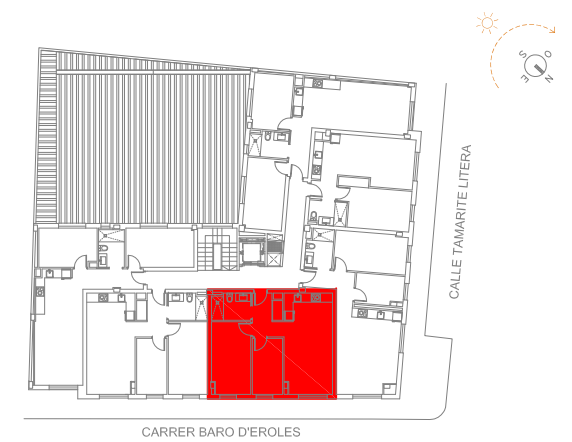 S
O
E
N
CALLE TAMARITE LITERA
CARRER BARO D'EROLES